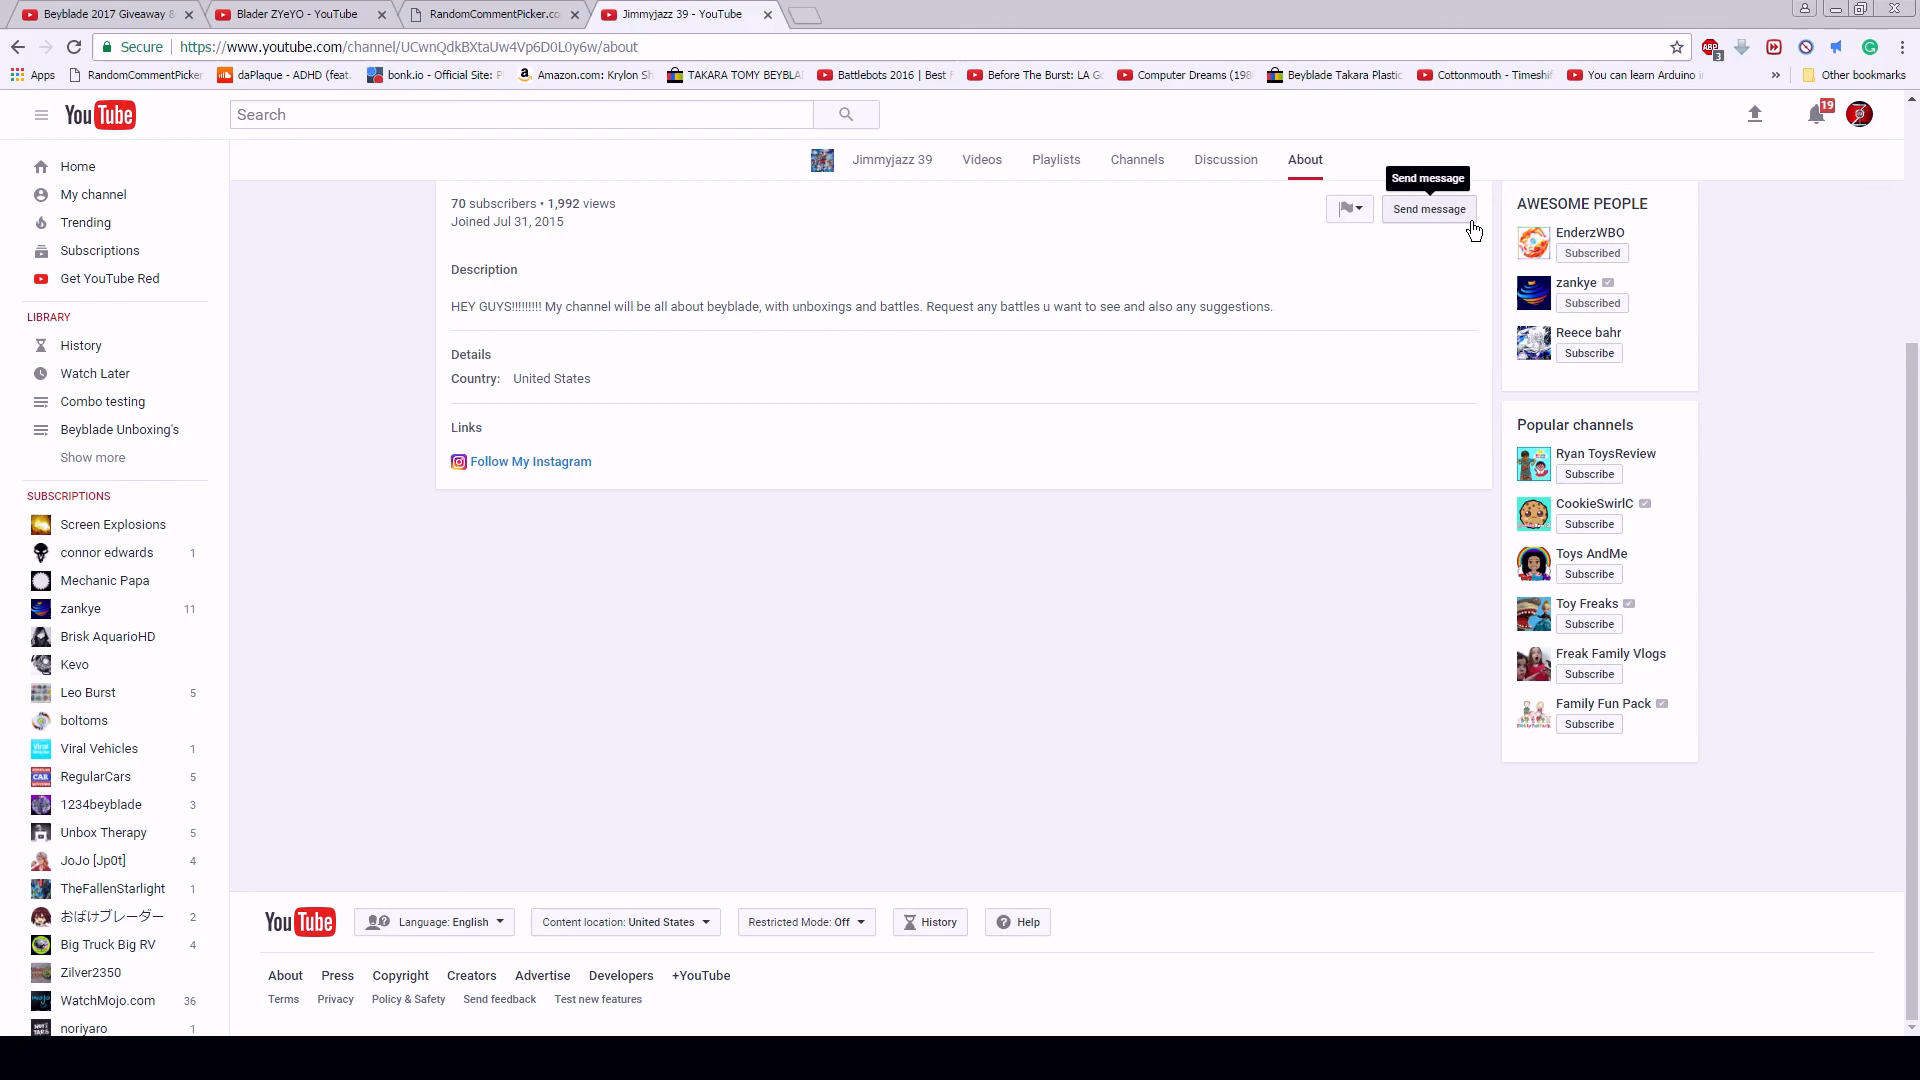 Beyblade 2017 Giveaway &
Blader ZYeYO - YouTube
RandomCommentPicker.co
Jimmyjazz 39 - YouTube
Secure
https://www.youtube.com/channel/UCwnQdkBXtaUw4Vp6D0L0y6w/about
ABP
3
Apps
RandomCommentPicker
daPlaque - ADHD (feat.
bonk.io - Official Site: P
Amazon.com: Krylon Sh
TAKARA TOMY BEYBLA
Battlebots 2016 | Best F
Before The Burst: LA G
Computer Dreams (198
Beyblade Takara Plastic
Cottonmouth - Timeshif
You can learn Arduino i
»
Other bookmarks
YouTube
Search
19
Home
My channel
Trending
Subscriptions
Get YouTube Red
LIBRARY
History
Watch Later
Combo testing
Beyblade Unboxing's
Show more
SUBSCRIPTIONS
Screen Explosions
connor edwards 1
Mechanic Papa
zankye 11
Brisk AquarioHD
Kevo
Leo Burst 5
boltoms
Viral Vehicles 1
RegularCars 5
1234beyblade 3
Unbox Therapy 5
JoJo [Jp0t] 4
TheFallenStarlight 1
おばけブレーダー 2
Big Truck Big RV 4
Zilver2350
WatchMojo.com 36
noriyaro 1
Jimmyjazz 39
Videos
Playlists
Channels
Discussion
About
Send message
70 subscribers • 1,992 views
Joined Jul 31, 2015
Send message
Description
HEY GUYS!!!!!!!!! My channel will be all about beyblade, with unboxings and battles. Request any battles u want to see and also any suggestions.
Details
Country: United States
Links
Follow My Instagram
AWESOME PEOPLE
EnderzWBO
Subscribed
zankye
Subscribed
Reece bahr
Subscribe
Popular channels
Ryan ToysReview
Subscribe
CookieSwirlC
Subscribe
Toys AndMe
Subscribe
Toy Freaks
Subscribe
Freak Family Vlogs
Subscribe
Family Fun Pack
Subscribe
YouTube
Language: English
Content location: United States
Restricted Mode: Off
History
Help
About
Press
Copyright
Creators
Advertise
Developers
+YouTube
Terms
Privacy
Policy & Safety
Send feedback
Test new features